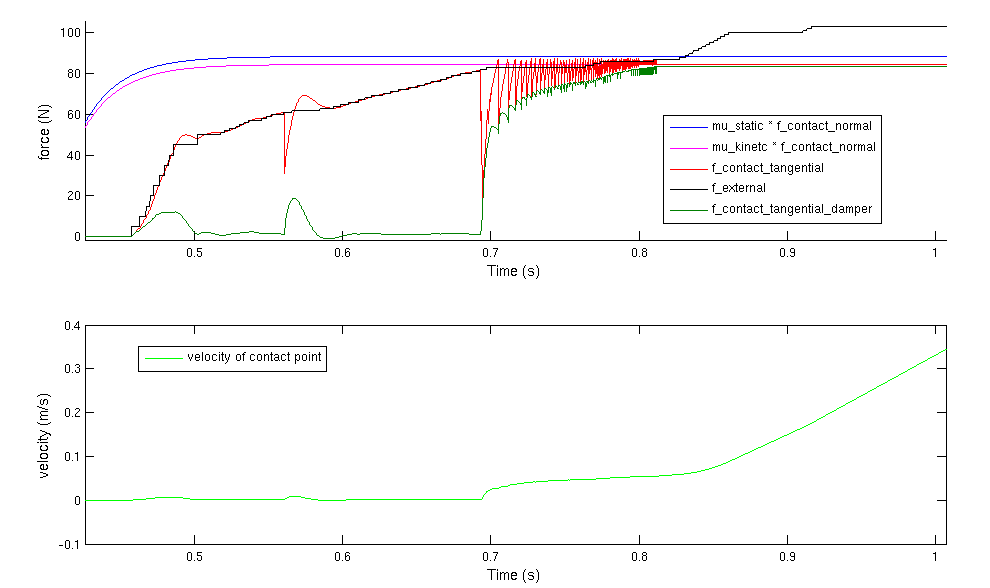 100
80
60
40
20
0
force (N)
mu_static * f_contact_normal
mu_kinetc * f_contact_normal
f_contact_tangential
f_external
f_contact_tangential_damper
0.5 0.6 0.7 0.8 0.9 1
Time (s)
0.4
0.3
0.2
0.1
0
-0.1
velocity (m/s)
velocity of contact point
0.5 0.6 0.7 0.8 0.9 1
Time (s)